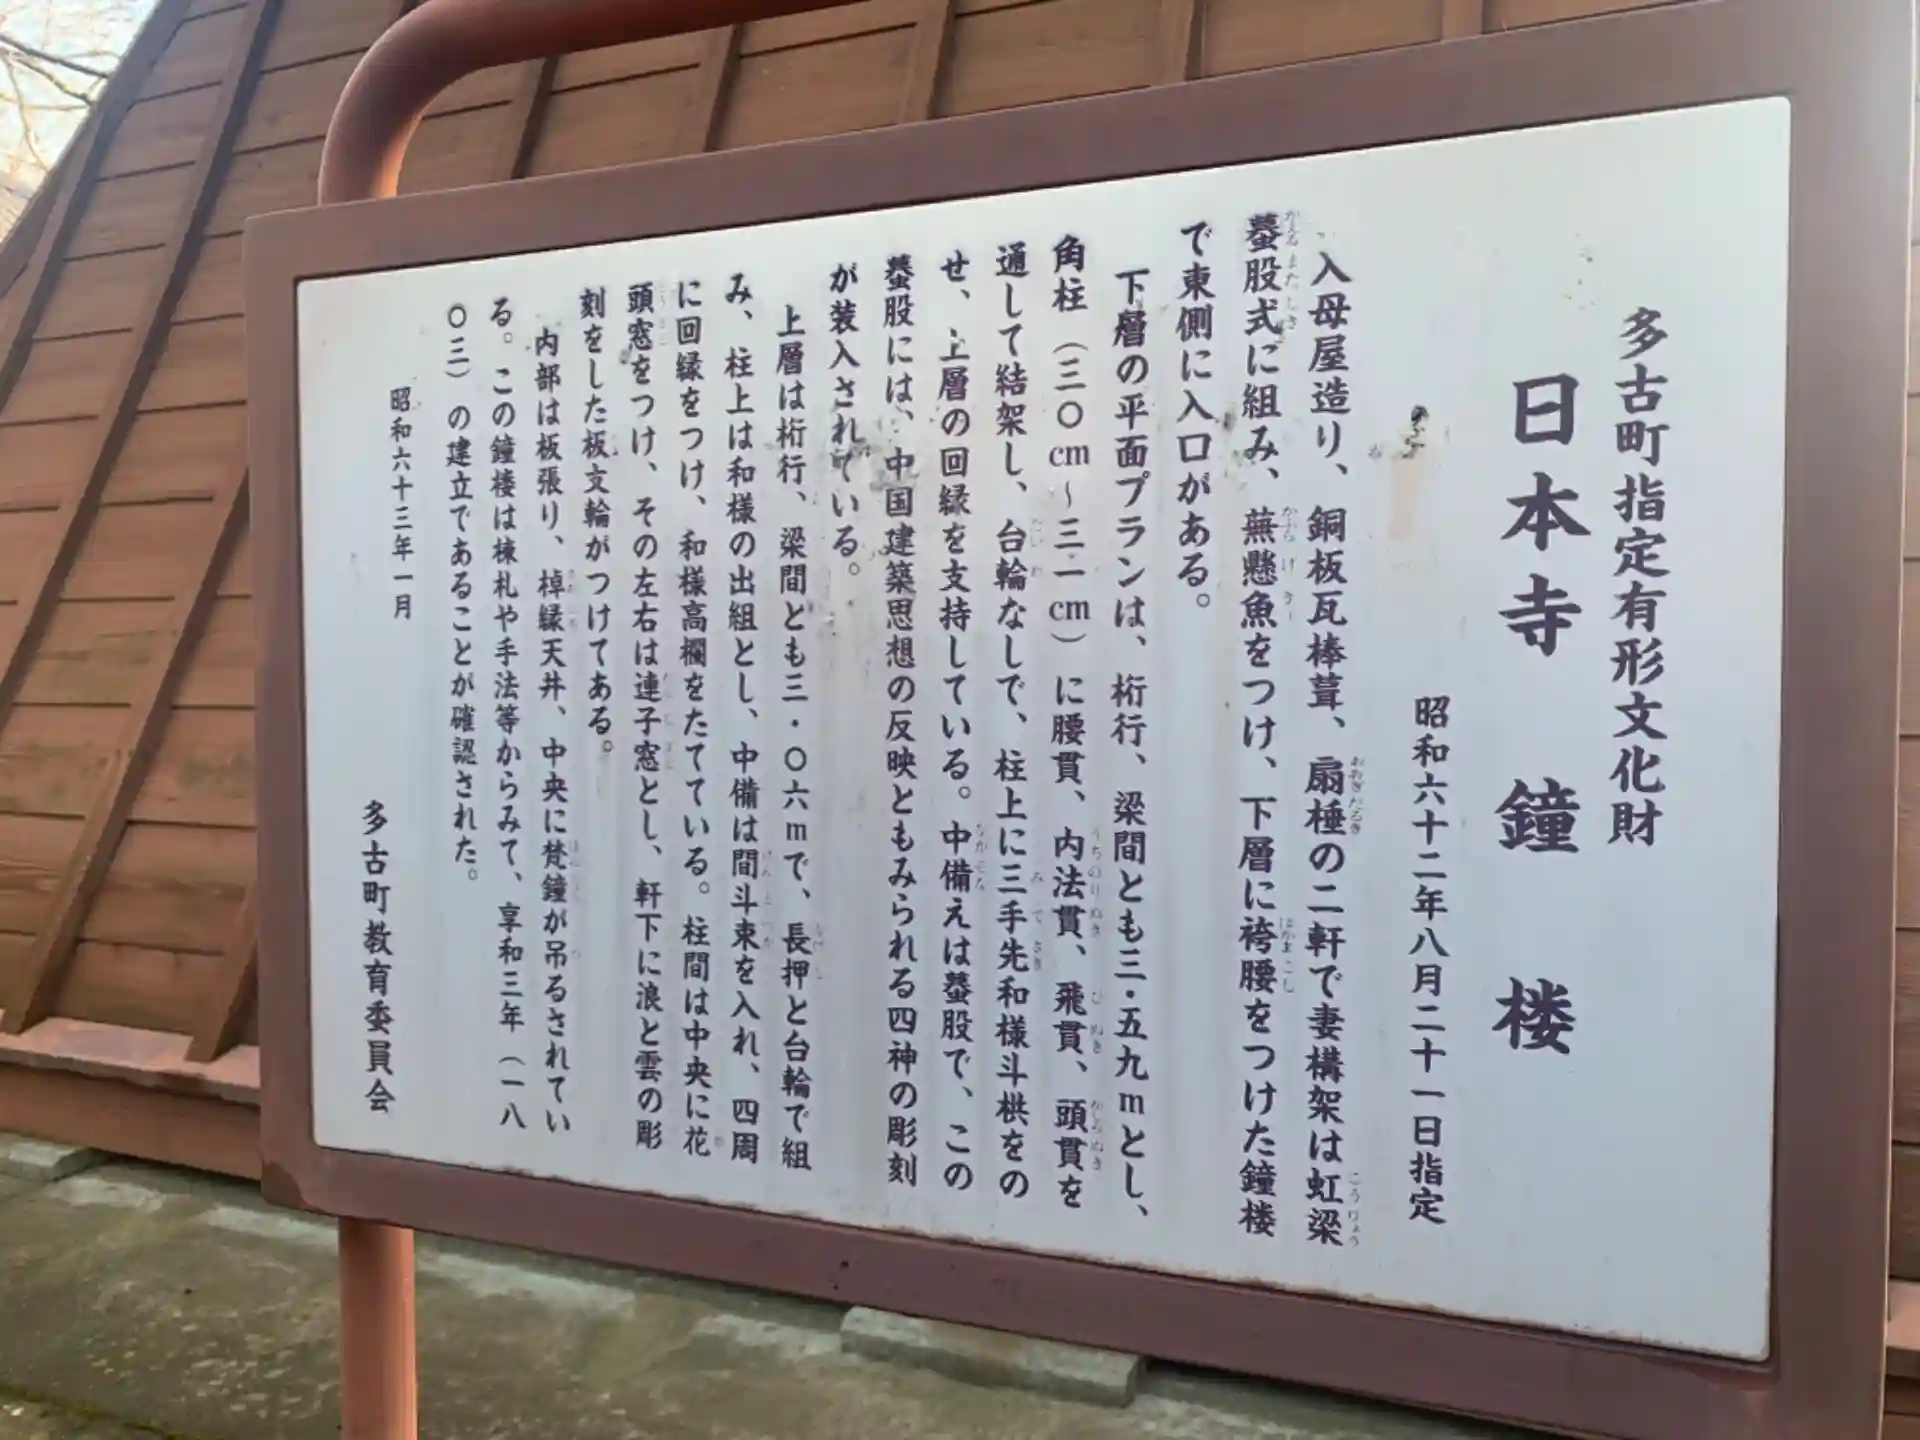 多古町指定有形文化財
日本寺 鐘楼
昭和六十二年八月二十一日指定
入母屋造り、銅板瓦棒葺、扇棰の二軒で妻構架は虹梁
蟇股式に組み、蕪懸魚をつけ、下層に袴腰をつけた鐘楼
で東側に入口がある。
下層の平面プランは、桁行、梁間とも三・五九mとし、
角柱（三〇cm～三一cm）に腰貫、内法貫、飛貫、頭貫を
通して結架し、台輪なしで、柱上に三手先和様斗栱をの
せ、上層の回縁を支持している。中備えは蟇股で、この
蟇股には、中国建築思想の反映ともみられる四神の彫刻
が装入されている。
上層は桁行、梁間とも三・〇六mで、長押と台輪で組
み、柱上は和様の出組とし、中備は間斗束を入れ、四周
に回縁をつけ、和様高欄をたてている。柱間は中央に花
頭窓をつけ、その左右は連子窓とし、軒下に浪と雲の彫
刻をした板支輪がつけてある。
内部は板張り、棹縁天井、中央に梵鐘が吊るされてい
る。この鐘楼は棟札や手法等からみて、享和三年（一八
〇三）の建立であることが確認された。
昭和六十三年一月
多古町教育委員会